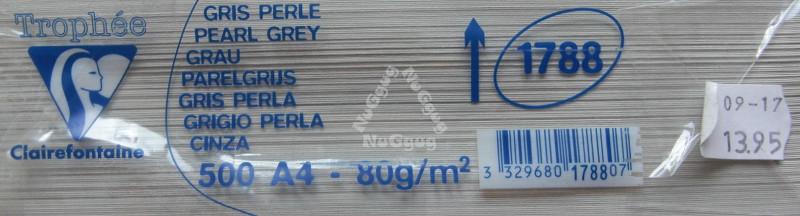 Trophée
Clairefontaine
GRIS PERLE
PEARL GREY
GRAU
PARELGRIJS
GRIS PERLA
GRIGIO PERLA
CINZA
500 A4 - 80g/m²
1788
3 329680 178807
09-17
13.95
NuGgug
NuGgug
NuGgug